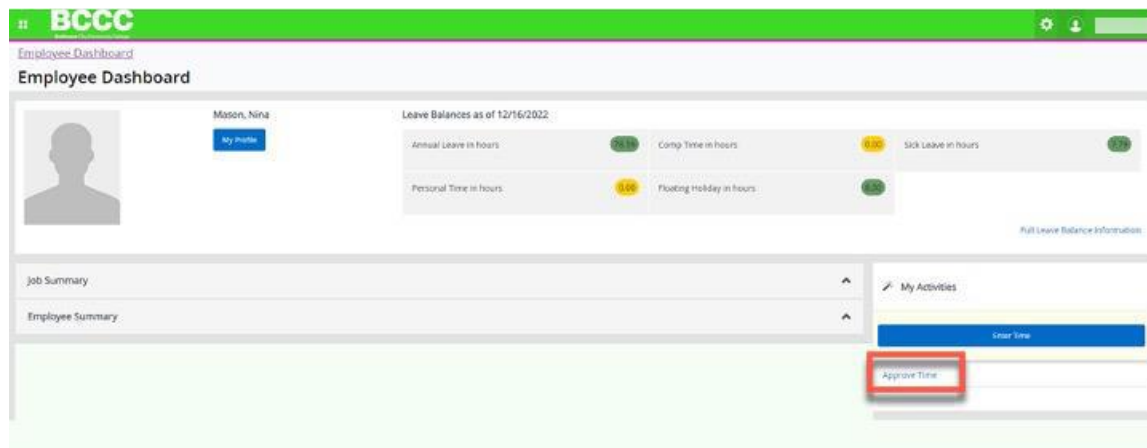 BCCC
Employee Dashboard
Employee Dashboard
Mason, Nina
My Profile
Leave Balances as of 12/16/2022
Annual Leave in hours
Comp Time in hours 0.00
Sick Leave in hours
Personal Time in hours 0.00
Floating Holiday in hours
Full Leave Balance Information
Job Summary
Employee Summary
My Activities
Enter Time
Approve Time